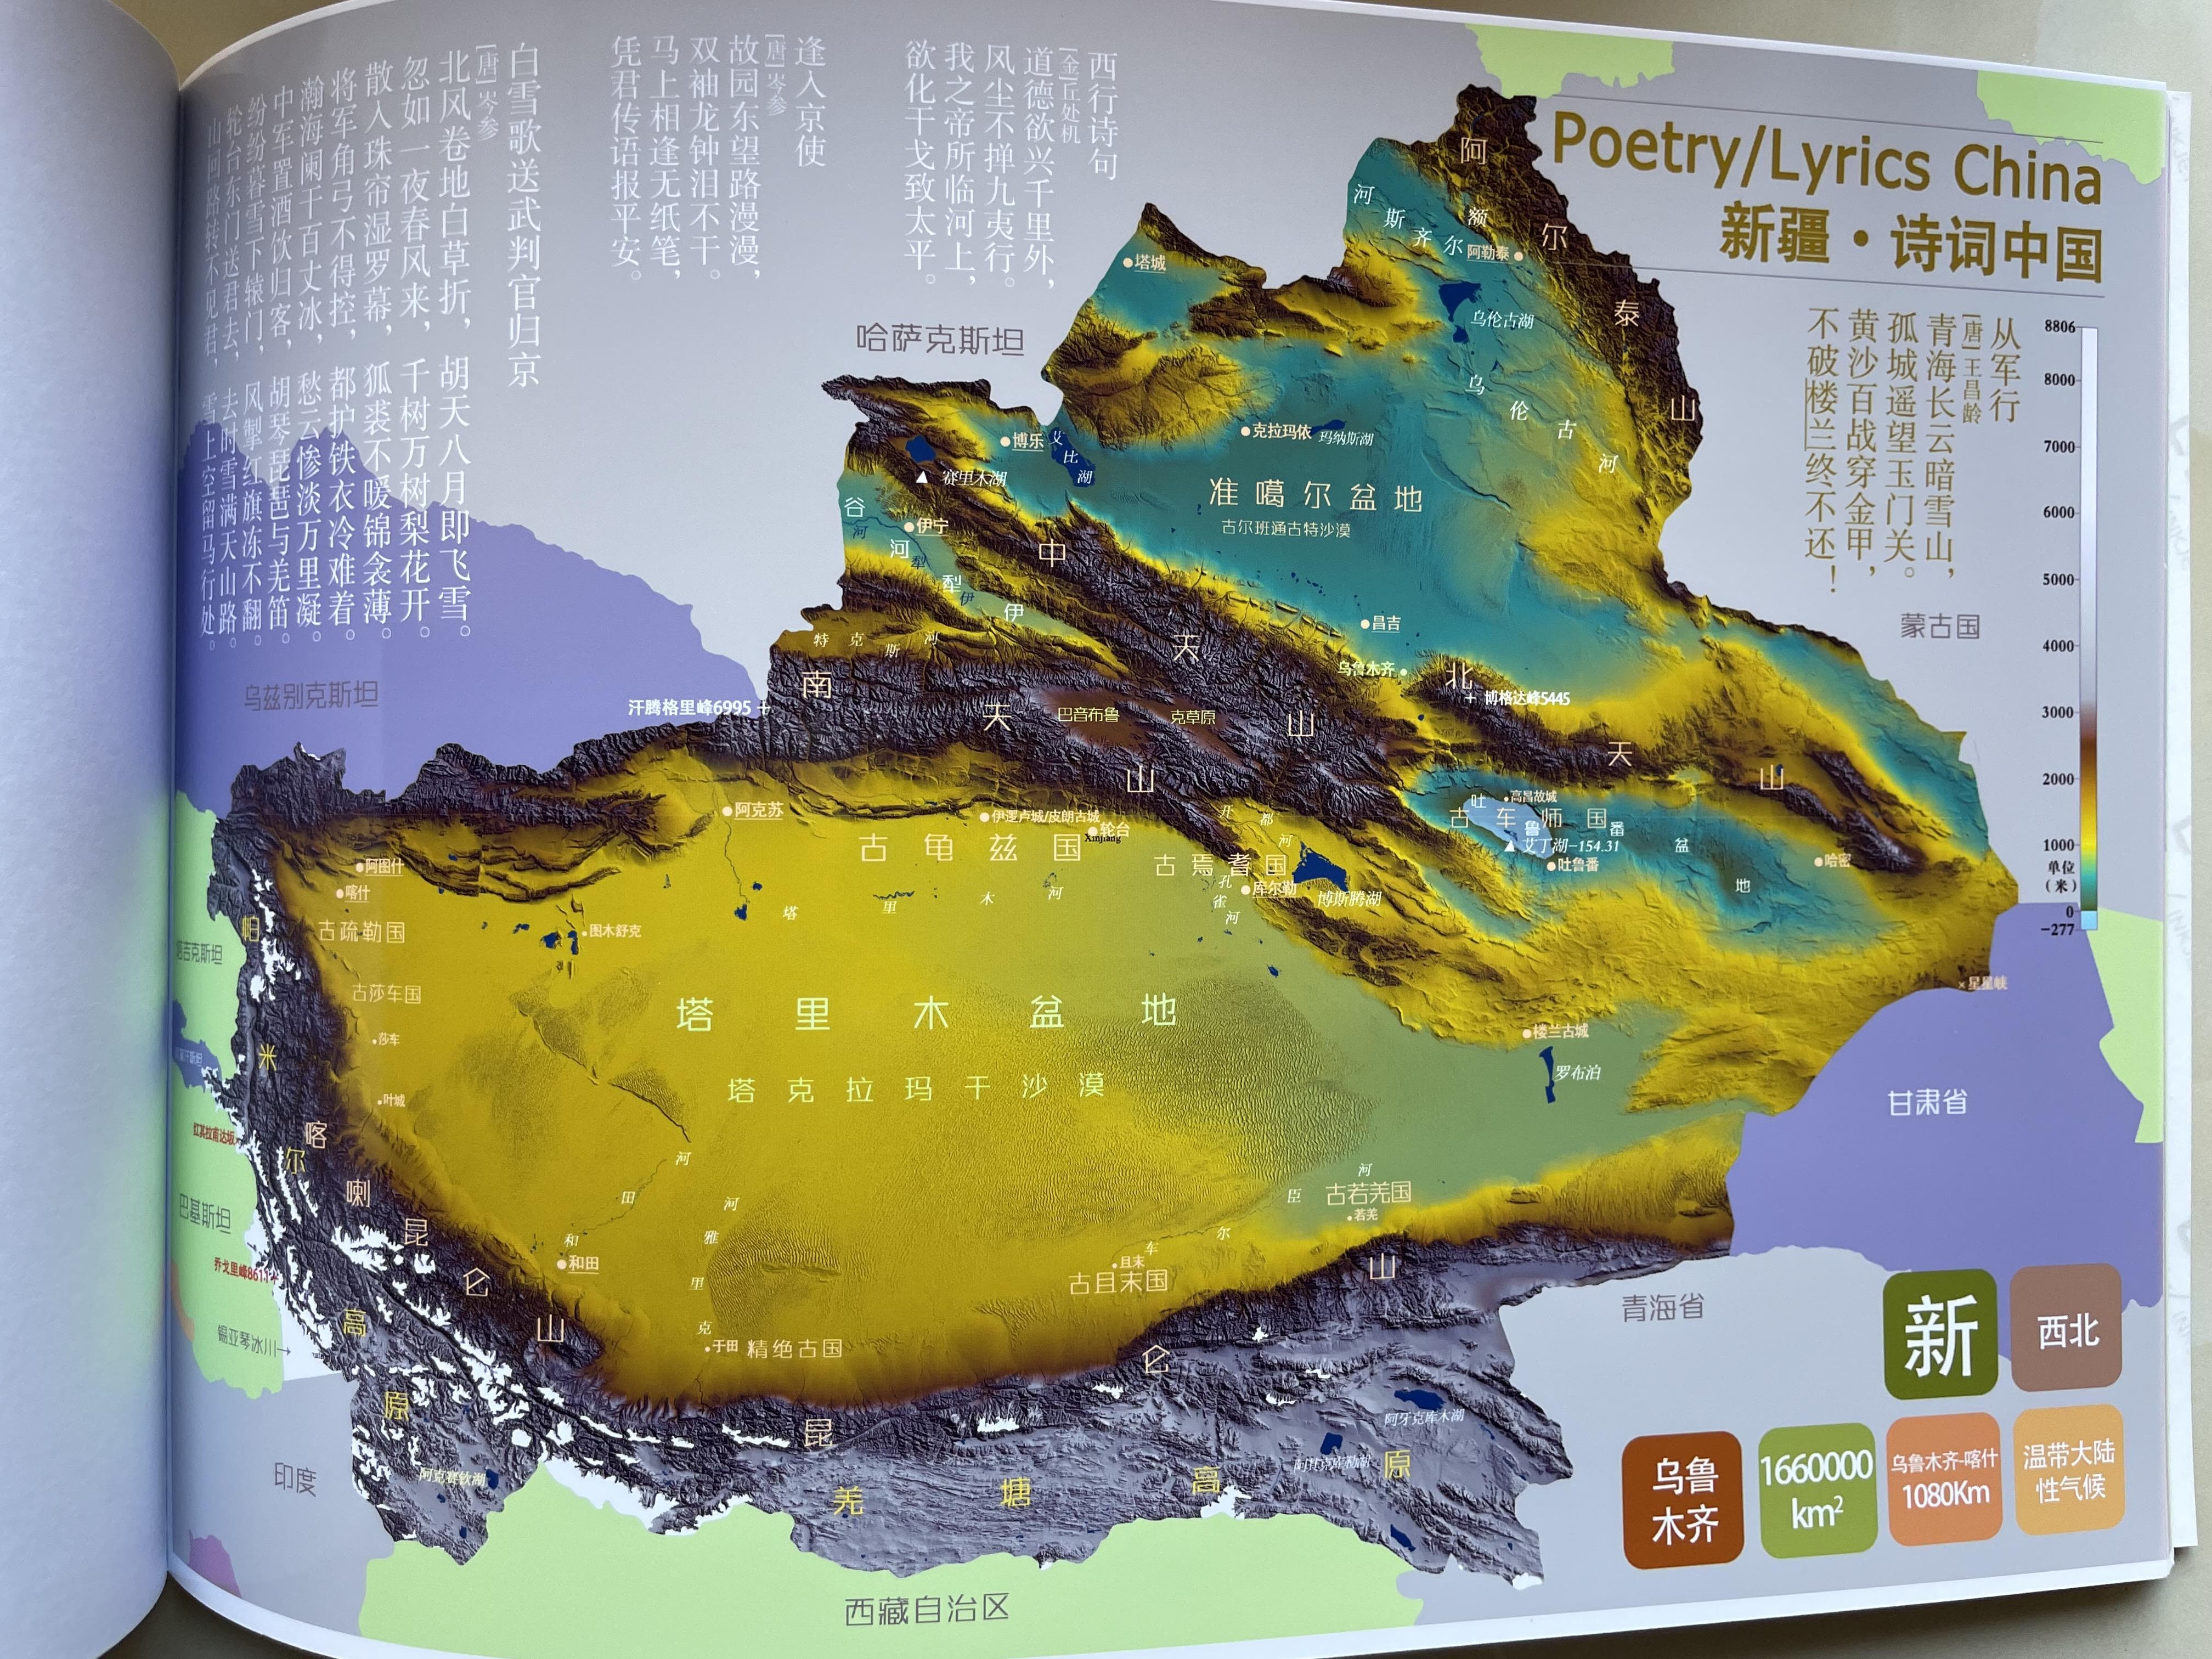 Poetry/Lyrics China
新疆·诗词中国
从军行
[唐]王昌龄
青海长云暗雪山，
孤城遥望玉门关。
黄沙百战穿金甲，
不破楼兰终不还！
西行诗句
[金]丘处机
道德欲兴千里外，
风尘不掸九夷行。
我之帝所临河上，
欲化干戈致太平。
逢入京使
[唐]岑参
故园东望路漫漫，
双袖龙钟泪不干。
马上相逢无纸笔，
凭君传语报平安。
白雪歌送武判官归京
[唐]岑参
北风卷地白草折，胡天八月即飞雪。
忽如一夜春风来，千树万树梨花开。
散入珠帘湿罗幕，狐裘不暖锦衾薄。
将军角弓不得控，都护铁衣冷难着。
瀚海阑干百丈冰，愁云惨淡万里凝。
中军置酒饮归客，胡琴琵琶与羌笛。
纷纷暮雪下辕门，风掣红旗冻不翻。
轮台东门送君去，去时雪满天山路。
山回路转不见君，雪上空留马行处。
8806
8000
7000
6000
5000
4000
3000
2000
1000
单位
（米）
0
-277
哈萨克斯坦
蒙古国
乌兹别克斯坦
吉克斯坦
巴基斯坦
印度
西藏自治区
青海省
甘肃省
阿尔泰山
额尔齐斯河
阿勒泰
塔城
乌伦古湖
乌伦古河
克拉玛依
玛纳斯湖
博乐
艾比湖
赛里木湖
准噶尔盆地
古尔班通古特沙漠
伊犁河谷
伊宁
伊犁河
特克斯河
中天山
昌吉
乌鲁木齐
北天山
博格达峰5445
南天山
汗腾格里峰6995
巴音布鲁克草原
高昌故城
古车师国
吐鲁番盆地
艾丁湖-154.31
吐鲁番
哈密
星星峡
阿克苏
伊逻卢城/皮朗古城
轮台
Xinjiang
古龟兹国
开都河
古焉耆国
孔雀河
库尔勒
博斯腾湖
阿图什
喀什
古疏勒国
图木舒克
塔里木河
古莎车国
莎车
叶城
塔里木盆地
塔克拉玛干沙漠
楼兰古城
罗布泊
帕米尔高原
喀喇昆仑山
红其拉甫达坂
乔戈里峰8611
锡亚琴冰川→
和田河
和田
克里雅河
于田
精绝古国
车尔臣河
且末
古且末国
古若羌国
若羌
昆仑山
阿克赛钦湖
阿牙克库木湖
羌塘高原
新
西北
乌鲁
木齐
1660000
km²
乌鲁木齐-喀什
1080Km
温带大陆
性气候